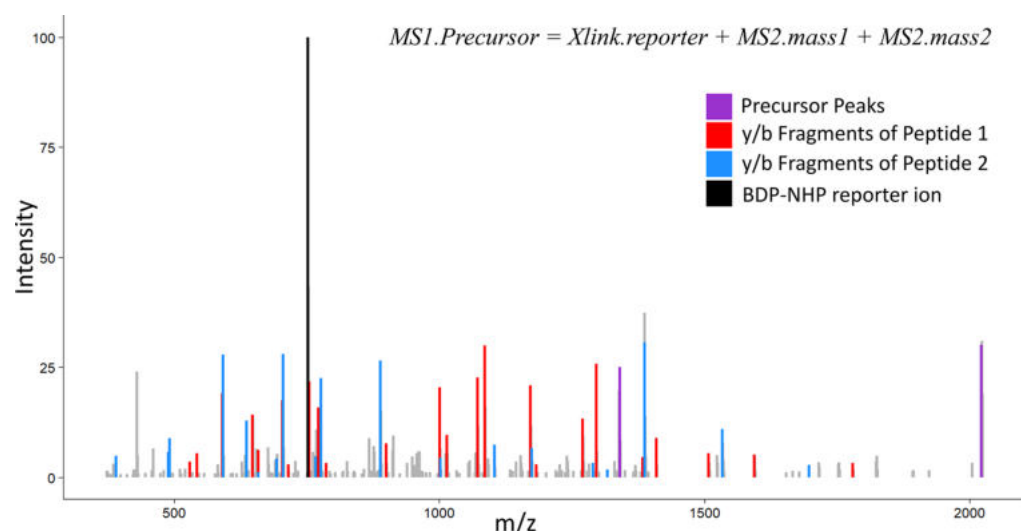 MS1.Precursor = Xlink.reporter + MS2.mass1 + MS2.mass2
100
75
50
25
0
Intensity
Precursor Peaks
y/b Fragments of Peptide 1
y/b Fragments of Peptide 2
BDP-NHP reporter ion
500
1000
1500
2000
m/z